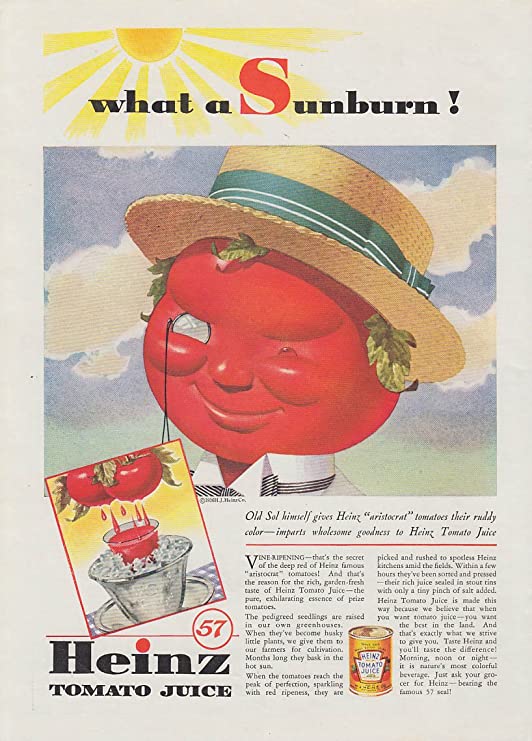 what a Sunburn!
©1936H.J.Heinz Co.
Old Sol himself gives Heinz "aristocrat" tomatoes their ruddy
color—imparts wholesome goodness to Heinz Tomato Juice
VINE-RIPENING—that's the secret
of the deep red of Heinz famous
"aristocrat" tomatoes! And that's
the reason for the rich, garden-fresh
taste of Heinz Tomato Juice—the
pure, exhilarating essence of prize
tomatoes.
The pedigreed seedlings are raised
in our own greenhouses.
When they've become husky
little plants, we give them to
our farmers for cultivation.
Months long they bask in the
hot sun.
When the tomatoes reach the
peak of perfection, sparkling
with red ripeness, they are
picked and rushed to spotless Heinz
kitchens amid the fields. Within a few
hours they've been sorted and pressed
—their rich juice sealed in stout tins
with only a tiny pinch of salt added.
Heinz Tomato Juice is made this
way because we believe that when
you want tomato juice—you want
the best in the land. And
that's exactly what we strive
to give you. Taste Heinz and
you'll taste the difference!
Morning, noon or night—
it is nature's most colorful
beverage. Just ask your gro-
cer for Heinz—bearing the
famous 57 seal!
HEINZ
TOMATO
JUICE
57
Heinz
TOMATO JUICE